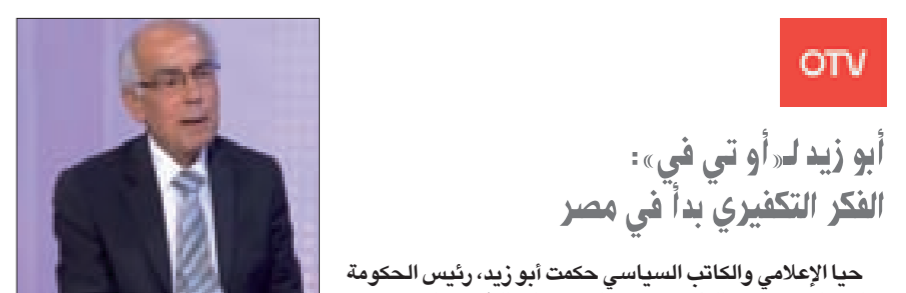 OTV
أبو زيد لـ«أو تي في»:
الفكر التكفيري بدأ في مصر
حيا الإعلامي والكاتب السياسي حكمت أبو زيد، رئيس الحكومة